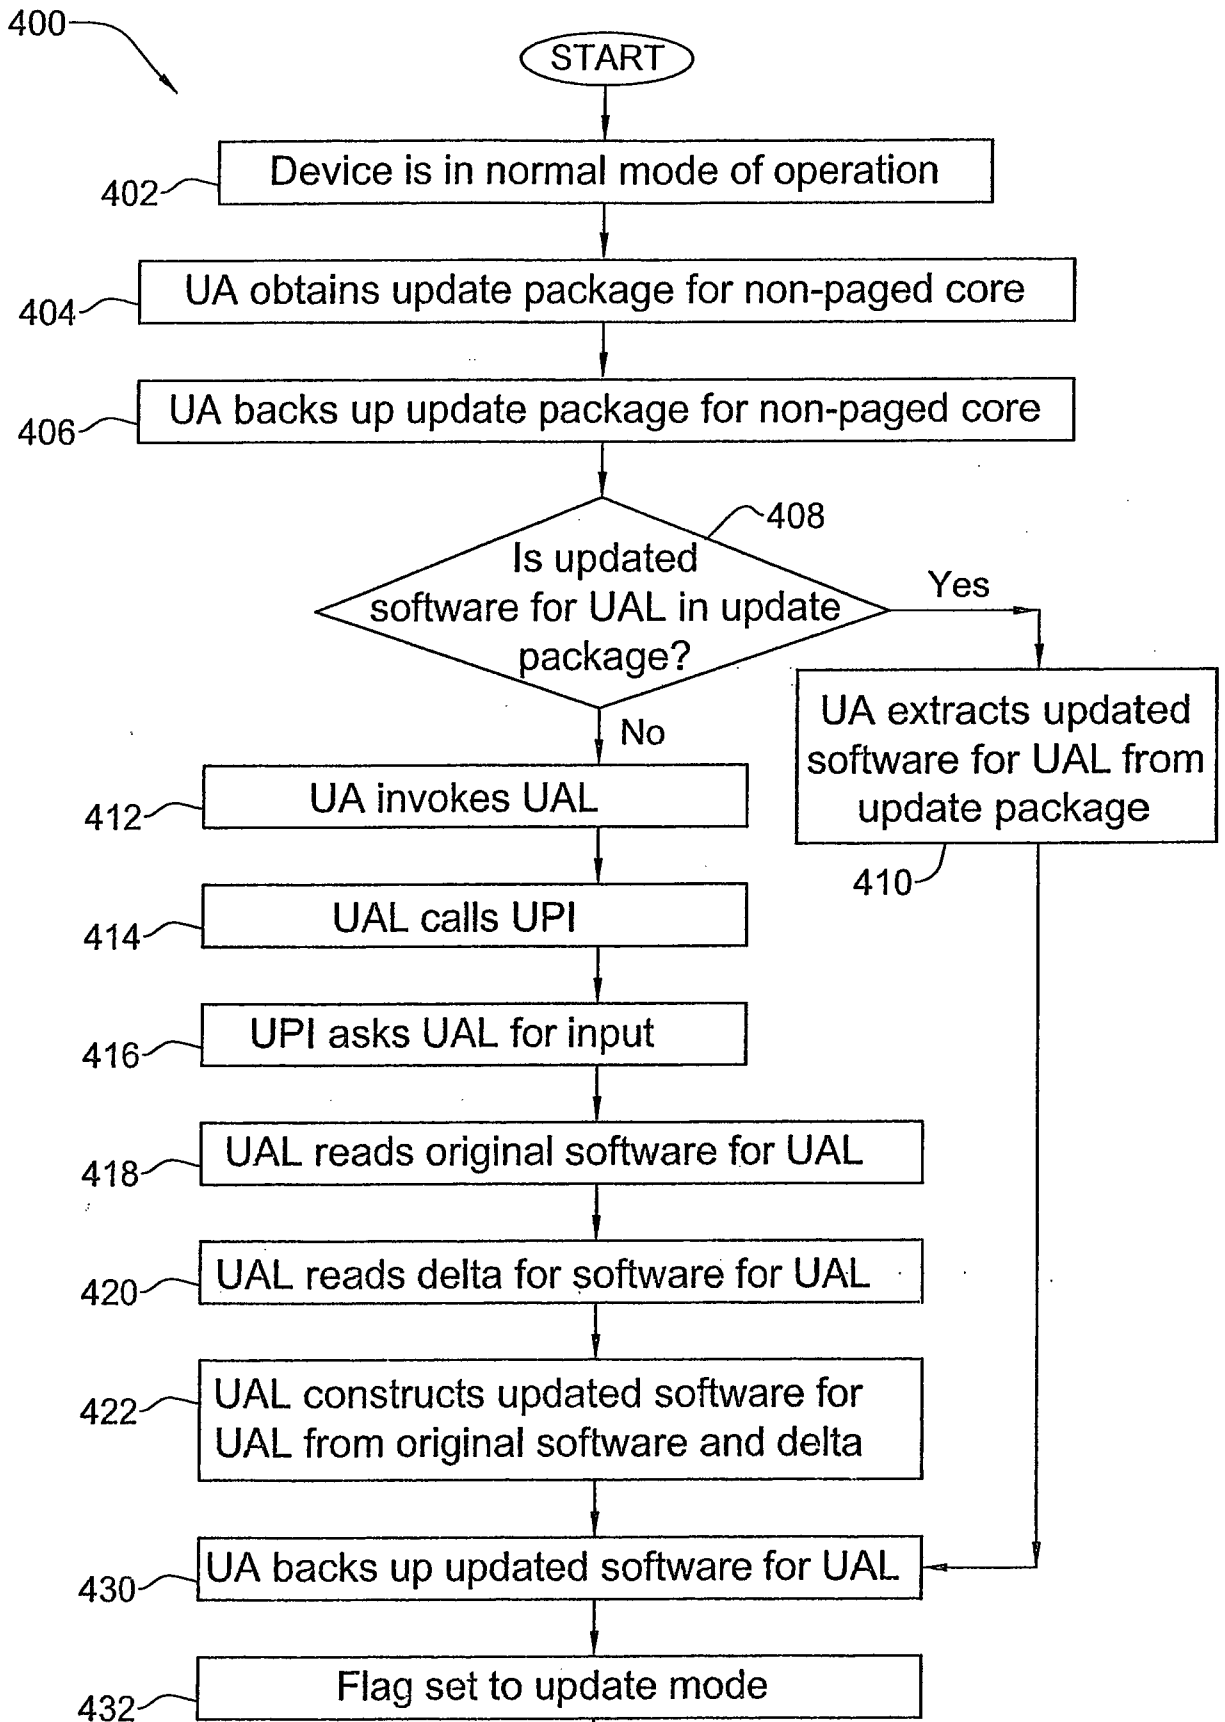 400
START
Device is in normal mode of operation
402
UA obtains update package for non-paged core
404
UA backs up update package for non-paged core
406
408
Is updated
software for UAL in update
package?
Yes
No
UA extracts updated
software for UAL from
update package
410
UA invokes UAL
412
UAL calls UPI
414
UPI asks UAL for input
416
UAL reads original software for UAL
418
UAL reads delta for software for UAL
420
UAL constructs updated software for
UAL from original software and delta
422
UA backs up updated software for UAL
430
Flag set to update mode
432